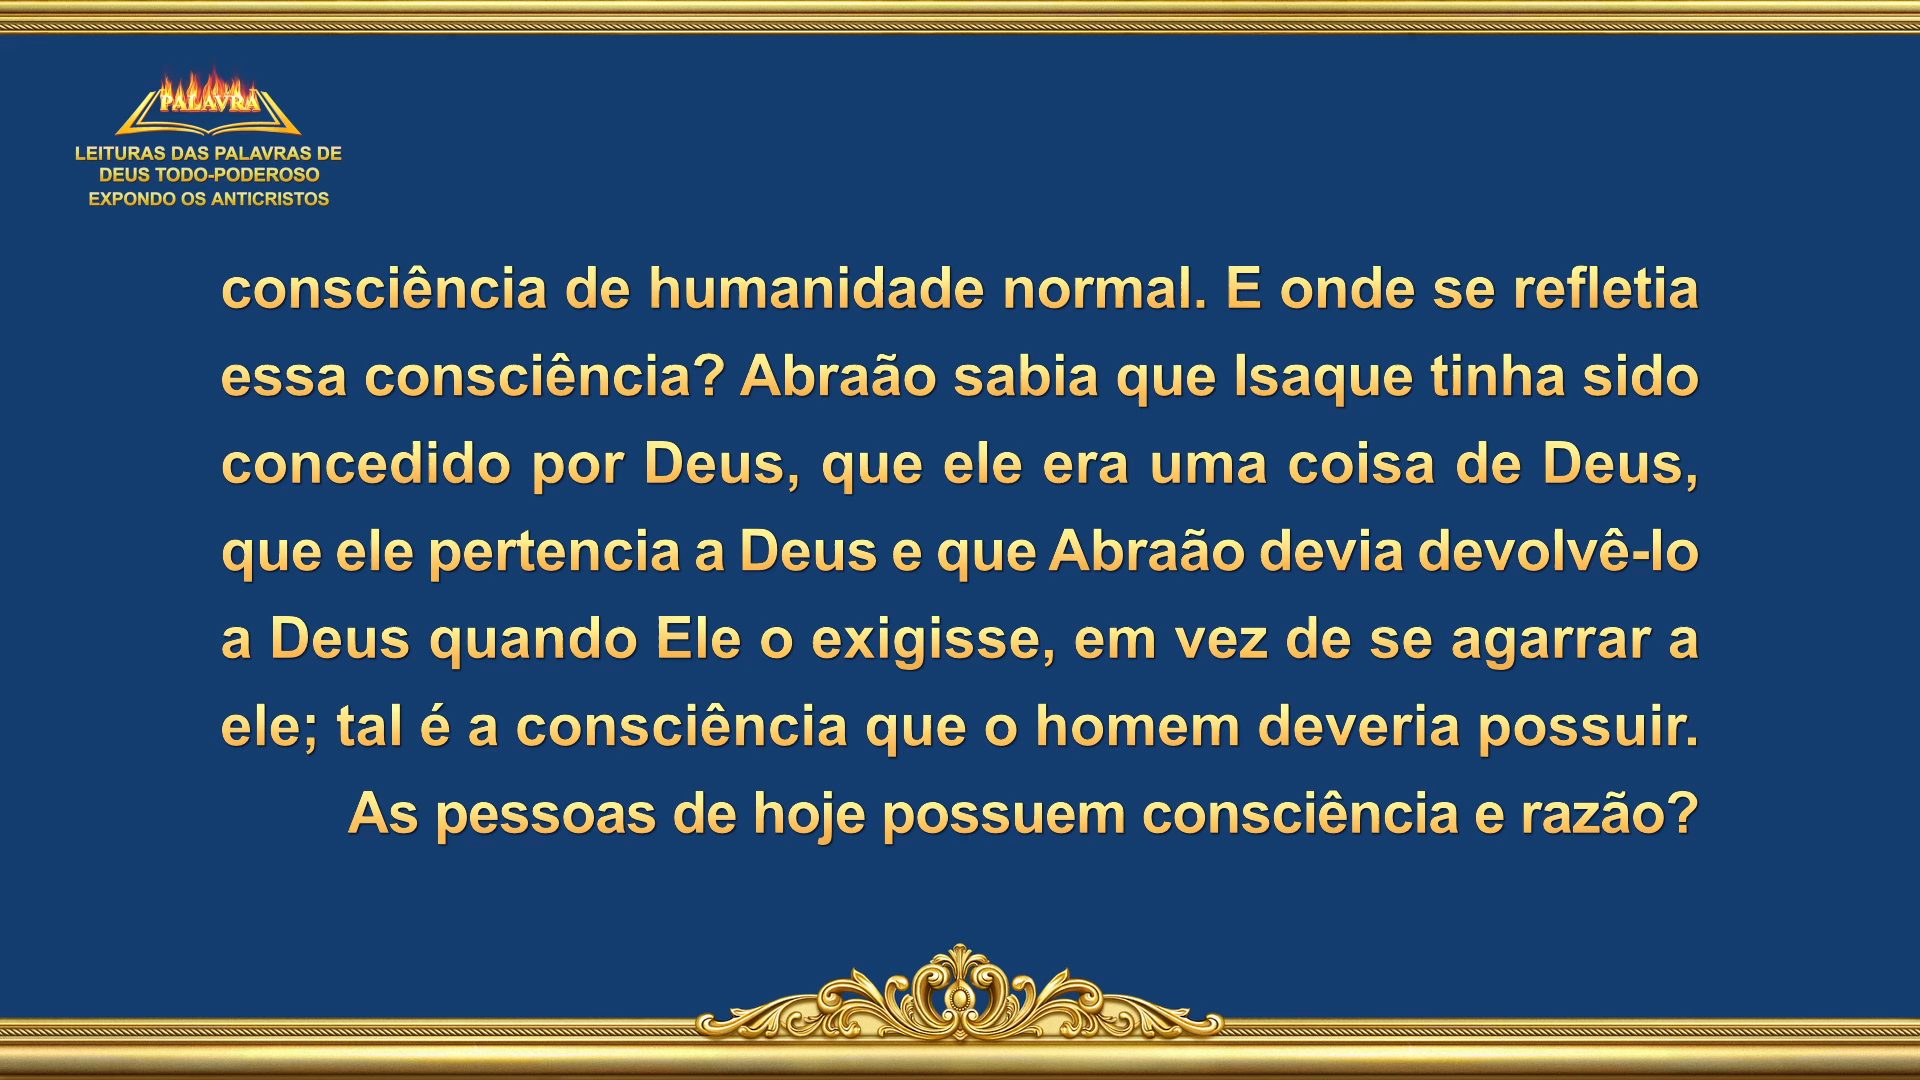 PALAVRA
LEITURAS DAS PALAVRAS DE
DEUS TODO-PODEROSO
EXPONDO OS ANTICRISTOS
consciência de humanidade normal. E onde se refletia
essa consciência? Abraão sabia que Isaque tinha sido
concedido por Deus, que ele era uma coisa de Deus,
que ele pertencia a Deus e que Abraão devia devolvê-lo
a Deus quando Ele o exigisse, em vez de se agarrar a
ele; tal é a consciência que o homem deveria possuir.
As pessoas de hoje possuem consciência e razão?